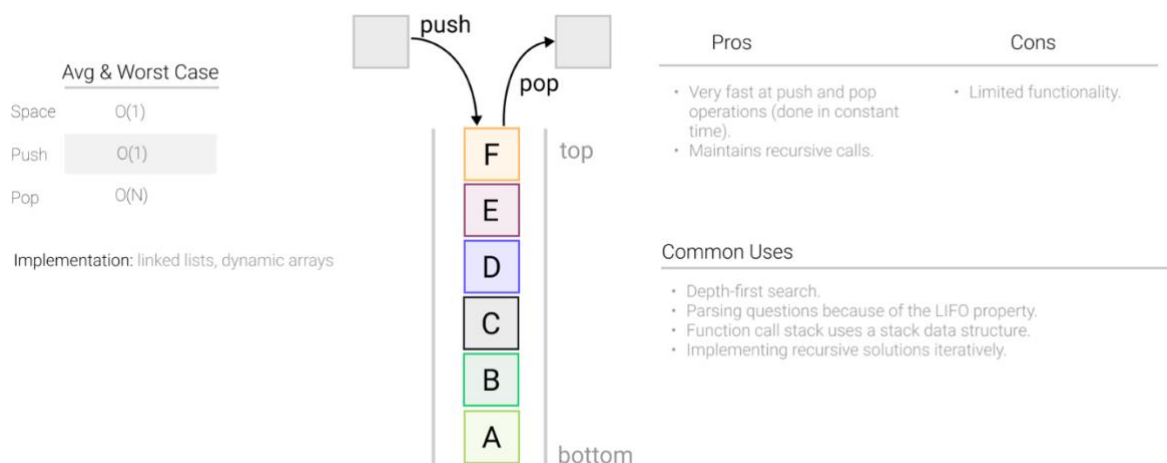 Avg & Worst Case
Space O(1)
Push O(1)
Pop O(N)
Implementation: linked lists, dynamic arrays
push
pop
F
E
D
C
B
A
top
bottom
Pros
• Very fast at push and pop
operations (done in constant
time).
• Maintains recursive calls.
Cons
• Limited functionality.
Common Uses
• Depth-first search.
• Parsing questions because of the LIFO property.
• Function call stack uses a stack data structure.
• Implementing recursive solutions iteratively.